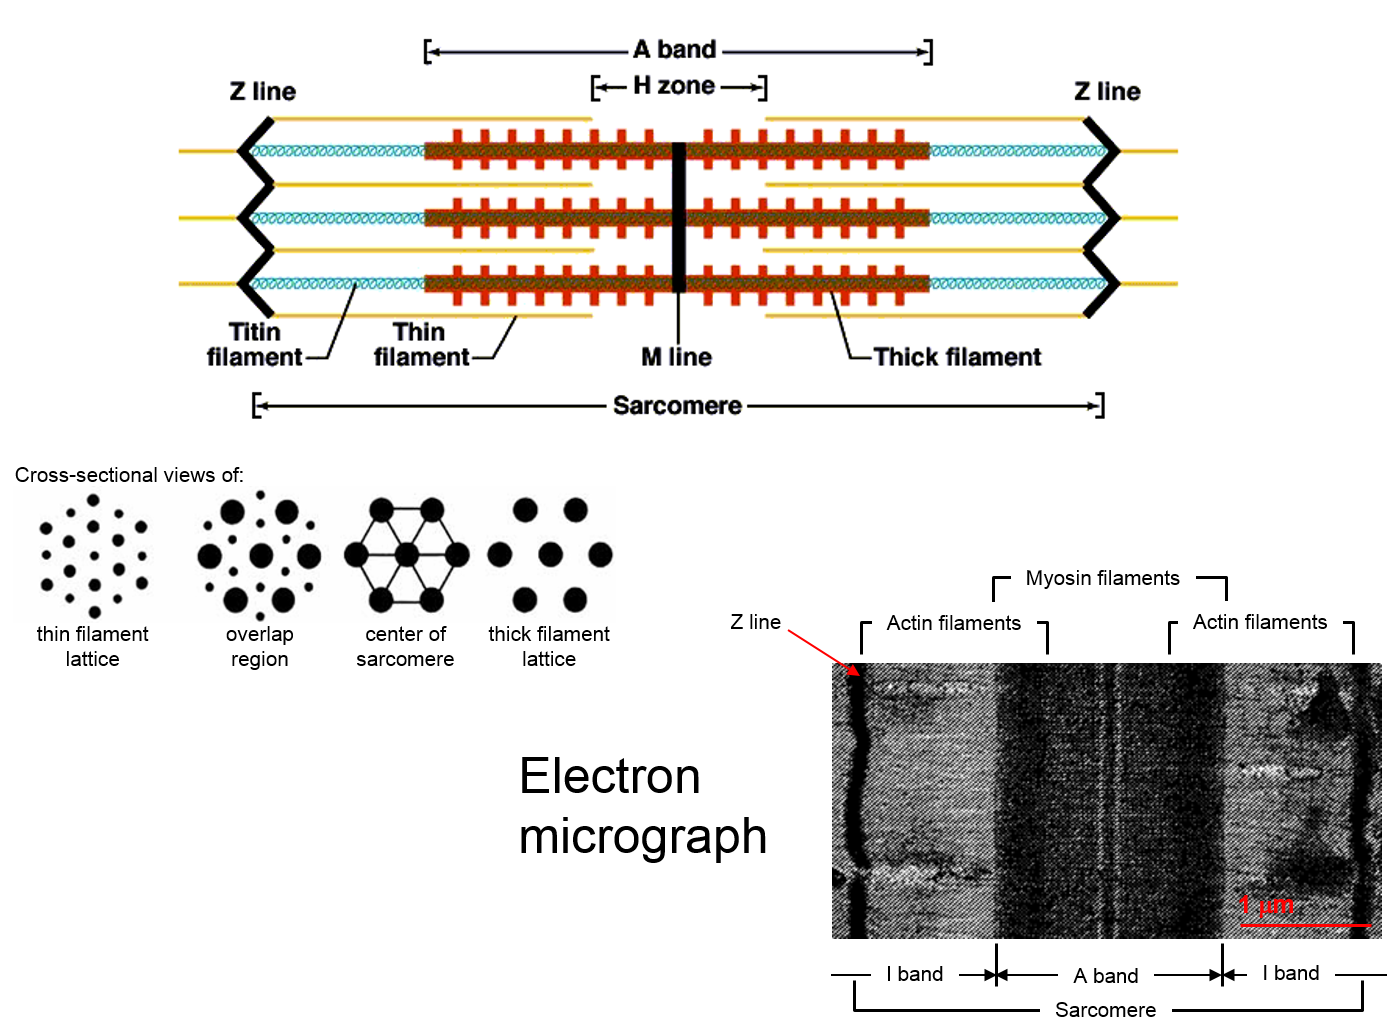 A band
H zone
Z line
Z line
Titin
filament
Thin
filament
M line
Thick filament
Sarcomere
Cross-sectional views of:
thin filament
lattice
overlap
region
center of
sarcomere
thick filament
lattice
Myosin filaments
Z line
Actin filaments
Actin filaments
Electron
micrograph
1 µm
I band
A band
I band
Sarcomere